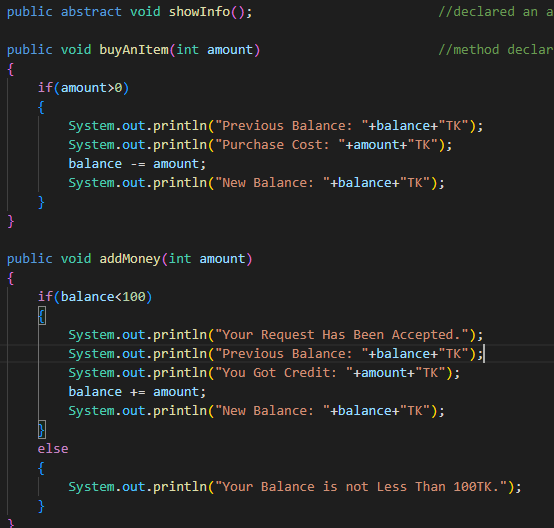 public abstract void showInfo(); //declared an a
public void buyAnItem(int amount) //method declar
{
if(amount>0)
{
System.out.println("Previous Balance: "+balance+"TK");
System.out.println("Purchase Cost: "+amount+"TK");
balance -= amount;
System.out.println("New Balance: "+balance+"TK");
}
}
public void addMoney(int amount)
{
if(balance<100)
{
System.out.println("Your Request Has Been Accepted.");
System.out.println("Previous Balance: "+balance+"TK");
System.out.println("You Got Credit: "+amount+"TK");
balance += amount;
System.out.println("New Balance: "+balance+"TK");
}
else
{
System.out.println("Your Balance is not Less Than 100TK.");
}
}